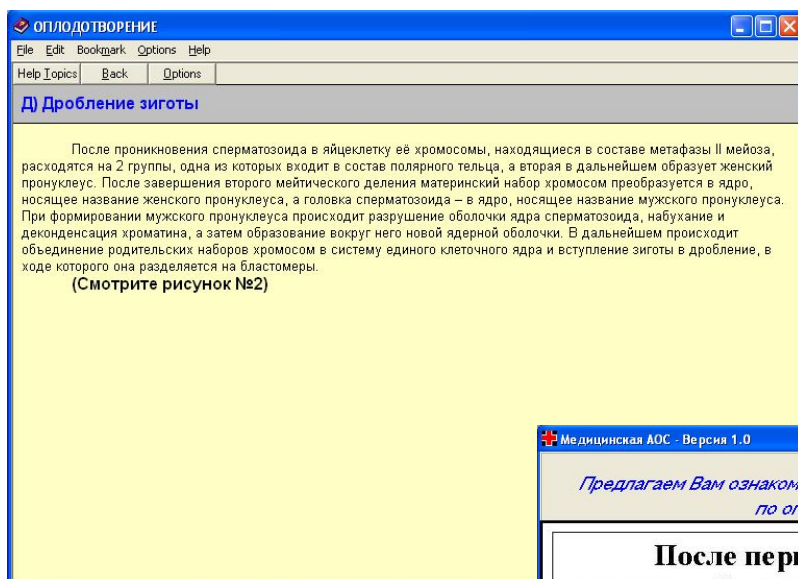 ОПЛОДОТВОРЕНИЕ
File Edit Bookmark Options Help
Help Topics Back Options
Д) Дробление зиготы
После проникновения сперматозоида в яйцеклетку её хромосомы, находящиеся в составе метафазы II мейоза,
расходятся на 2 группы, одна из которых входит в состав полярного тельца, а вторая в дальнейшем образует женский
пронуклеус. После завершения второго мейтического деления материнский набор хромосом преобразуется в ядро,
носящее название женского пронуклеуса, а головка сперматозоида – в ядро, носящее название мужского пронуклеуса.
При формировании мужского пронуклеуса происходит разрушение оболочки ядра сперматозоида, набухание и
деконденсация хроматина, а затем образование вокруг него новой ядерной оболочки. В дальнейшем происходит
объединение родительских наборов хромосом в систему единого клеточного ядра и вступление зиготы в дробление, в
ходе которого она разделяется на бластомеры.
(Смотрите рисунок №2)
Медицинская АОС - Версия 1.0
Предлагаем Вам ознаком
по оп
После перв